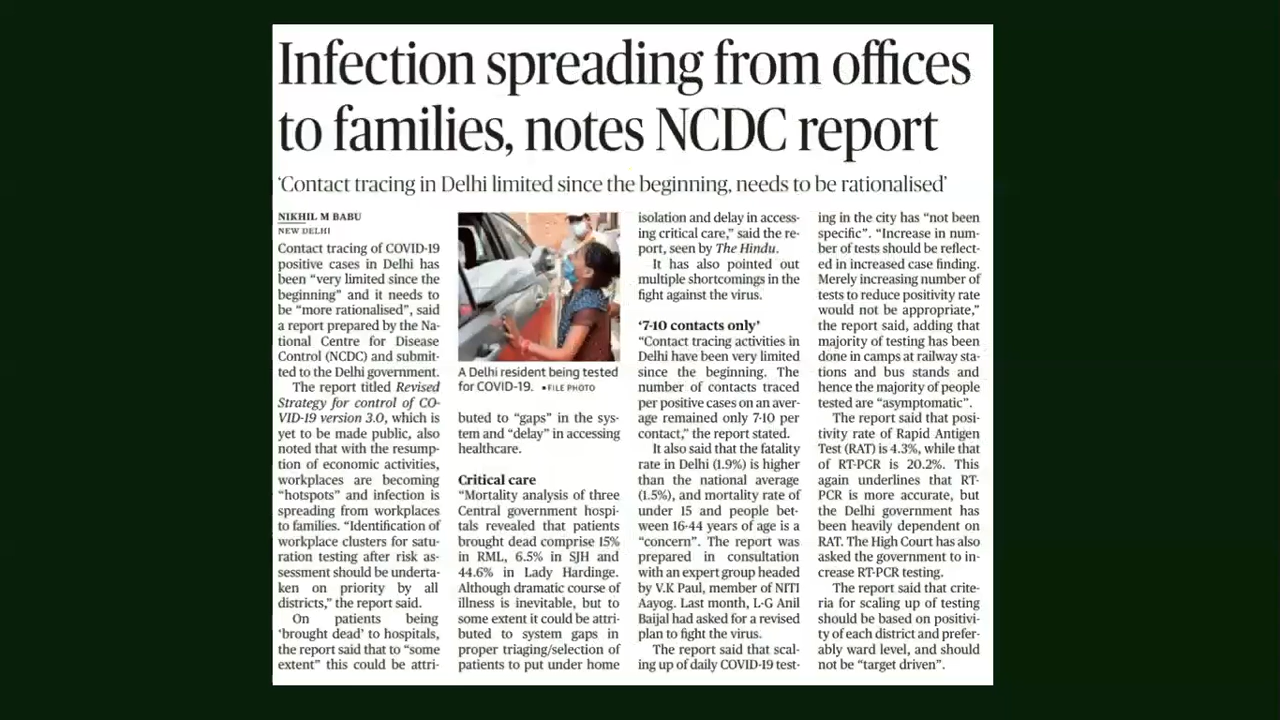 Infection spreading from offices
to families, notes NCDC report
‘Contact tracing in Delhi limited since the beginning, needs to be rationalised’
NIKHIL M BABU
NEW DELHI
Contact tracing of COVID-19
positive cases in Delhi has
been “very limited since the
beginning” and it needs to
be “more rationalised”, said
a report prepared by the Na-
tional Centre for Disease
Control (NCDC) and submit-
ted to the Delhi government.
The report titled Revised
Strategy for control of CO-
VID-19 version 3.0, which is
yet to be made public, also
noted that with the resump-
tion of economic activities,
workplaces are becoming
“hotspots” and infection is
spreading from workplaces
to families. “Identification of
workplace clusters for satu-
ration testing after risk as-
sessment should be underta-
ken on priority by all
districts,” the report said.
On patients being
‘brought dead’ to hospitals,
the report said that to “some
extent” this could be attri-
A Delhi resident being tested
for COVID-19. •FILE PHOTO
buted to “gaps” in the sys-
tem and “delay” in accessing
healthcare.
Critical care
“Mortality analysis of three
Central government hospi-
tals revealed that patients
brought dead comprise 15%
in RML, 6.5% in SJH and
44.6% in Lady Hardinge.
Although dramatic course of
illness is inevitable, but to
some extent it could be attri-
buted to system gaps in
proper triaging/selection of
patients to put under home
isolation and delay in access-
ing critical care,” said the re-
port, seen by The Hindu.
It has also pointed out
multiple shortcomings in the
fight against the virus.
‘7-10 contacts only’
“Contact tracing activities in
Delhi have been very limited
since the beginning. The
number of contacts traced
per positive cases on an aver-
age remained only 7-10 per
contact,” the report stated.
It also said that the fatality
rate in Delhi (1.9%) is higher
than the national average
(1.5%), and mortality rate of
under 15 and people bet-
ween 16-44 years of age is a
“concern”. The report was
prepared in consultation
with an expert group headed
by V.K Paul, member of NITI
Aayog. Last month, L-G Anil
Baijal had asked for a revised
plan to fight the virus.
The report said that scal-
ing up of daily COVID-19 test-
ing in the city has “not been
specific”. “Increase in num-
ber of tests should be reflect-
ed in increased case finding.
Merely increasing number of
tests to reduce positivity rate
would not be appropriate,”
the report said, adding that
majority of testing has been
done in camps at railway sta-
tions and bus stands and
hence the majority of people
tested are “asymptomatic”.
The report said that posi-
tivity rate of Rapid Antigen
Test (RAT) is 4.3%, while that
of RT-PCR is 20.2%. This
again underlines that RT-
PCR is more accurate, but
the Delhi government has
been heavily dependent on
RAT. The High Court has also
asked the government to in-
crease RT-PCR testing.
The report said that crite-
ria for scaling up of testing
should be based on positivi-
ty of each district and prefer-
ably ward level, and should
not be “target driven”.